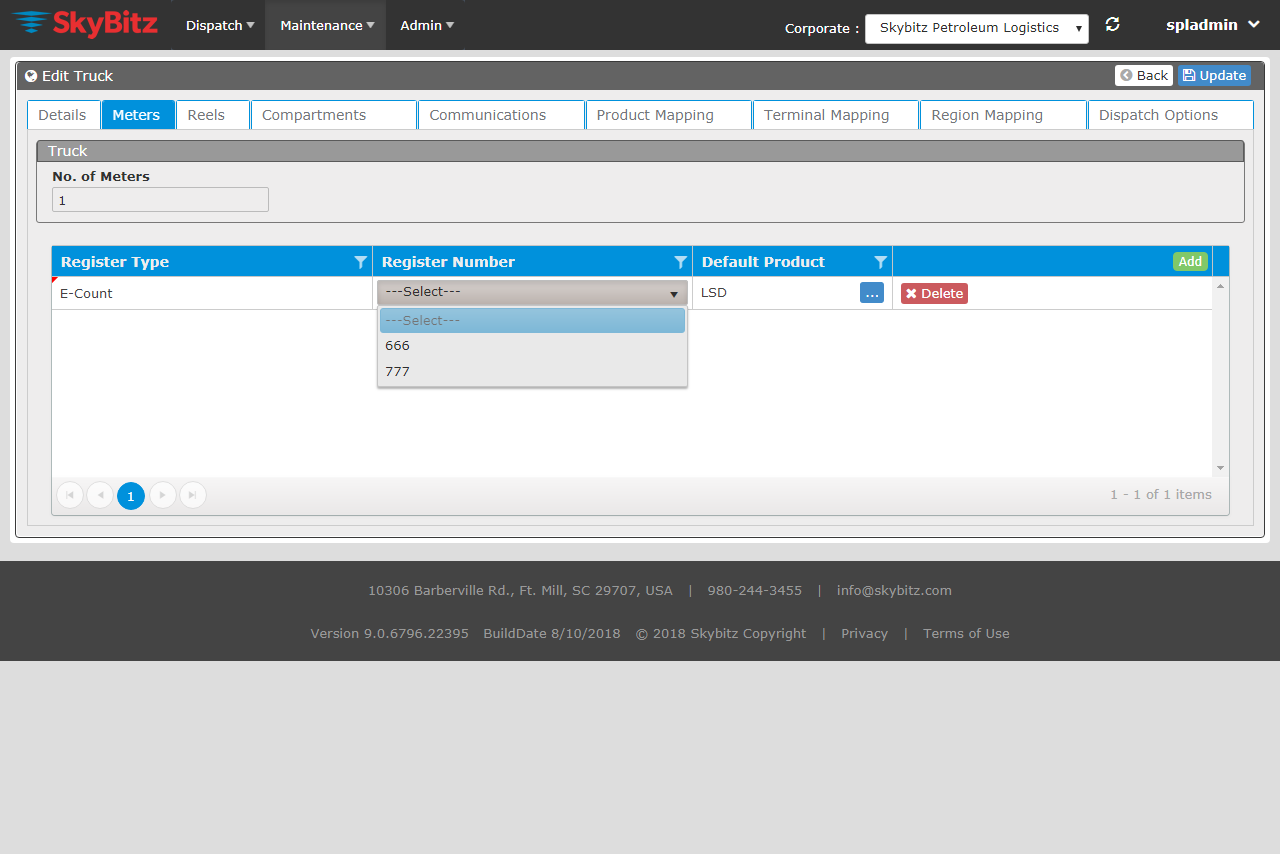 SkyBitz Dispatch Maintenance Admin Corporate : Skybitz Petroleum Logistics spladmin
Edit Truck Back Update
Details Meters Reels Compartments Communications Product Mapping Terminal Mapping Region Mapping Dispatch Options
Truck
No. of Meters
1
Register Type Register Number Default Product Add
E-Count ---Select--- LSD ... Delete
---Select---
666
777
1 1 - 1 of 1 items
10306 Barberville Rd., Ft. Mill, SC 29707, USA | 980-244-3455 | info@skybitz.com
Version 9.0.6796.22395 BuildDate 8/10/2018 © 2018 Skybitz Copyright | Privacy | Terms of Use